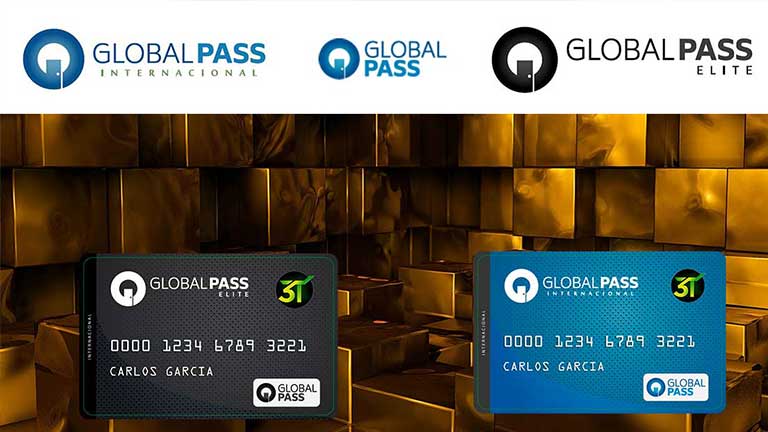 GLOBALPASS
INTERNACIONAL
GLOBAL
PASS
GLOBALPASS
ELITE
GLOBALPASS
ELITE
3T
INTERNACIONAL
0000 1234 6789 3221
CARLOS GARCIA
GLOBAL
PASS
GLOBALPASS
INTERNACIONAL
3T
INTERNACIONAL
0000 1234 6789 3221
CARLOS GARCIA
GLOBAL
PASS